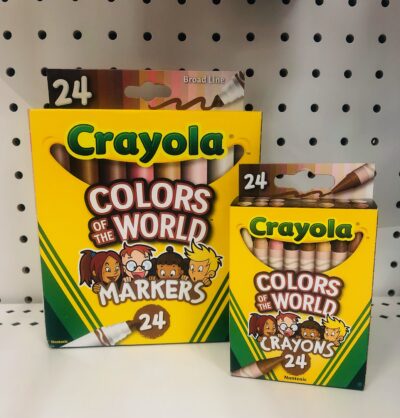 24
Broad Line
Crayola
COLORS
OF THE WORLD
MARKERS
24
Nontoxic
24
Crayola
COLORS
OF THE WORLD
CRAYONS
24
Nontoxic